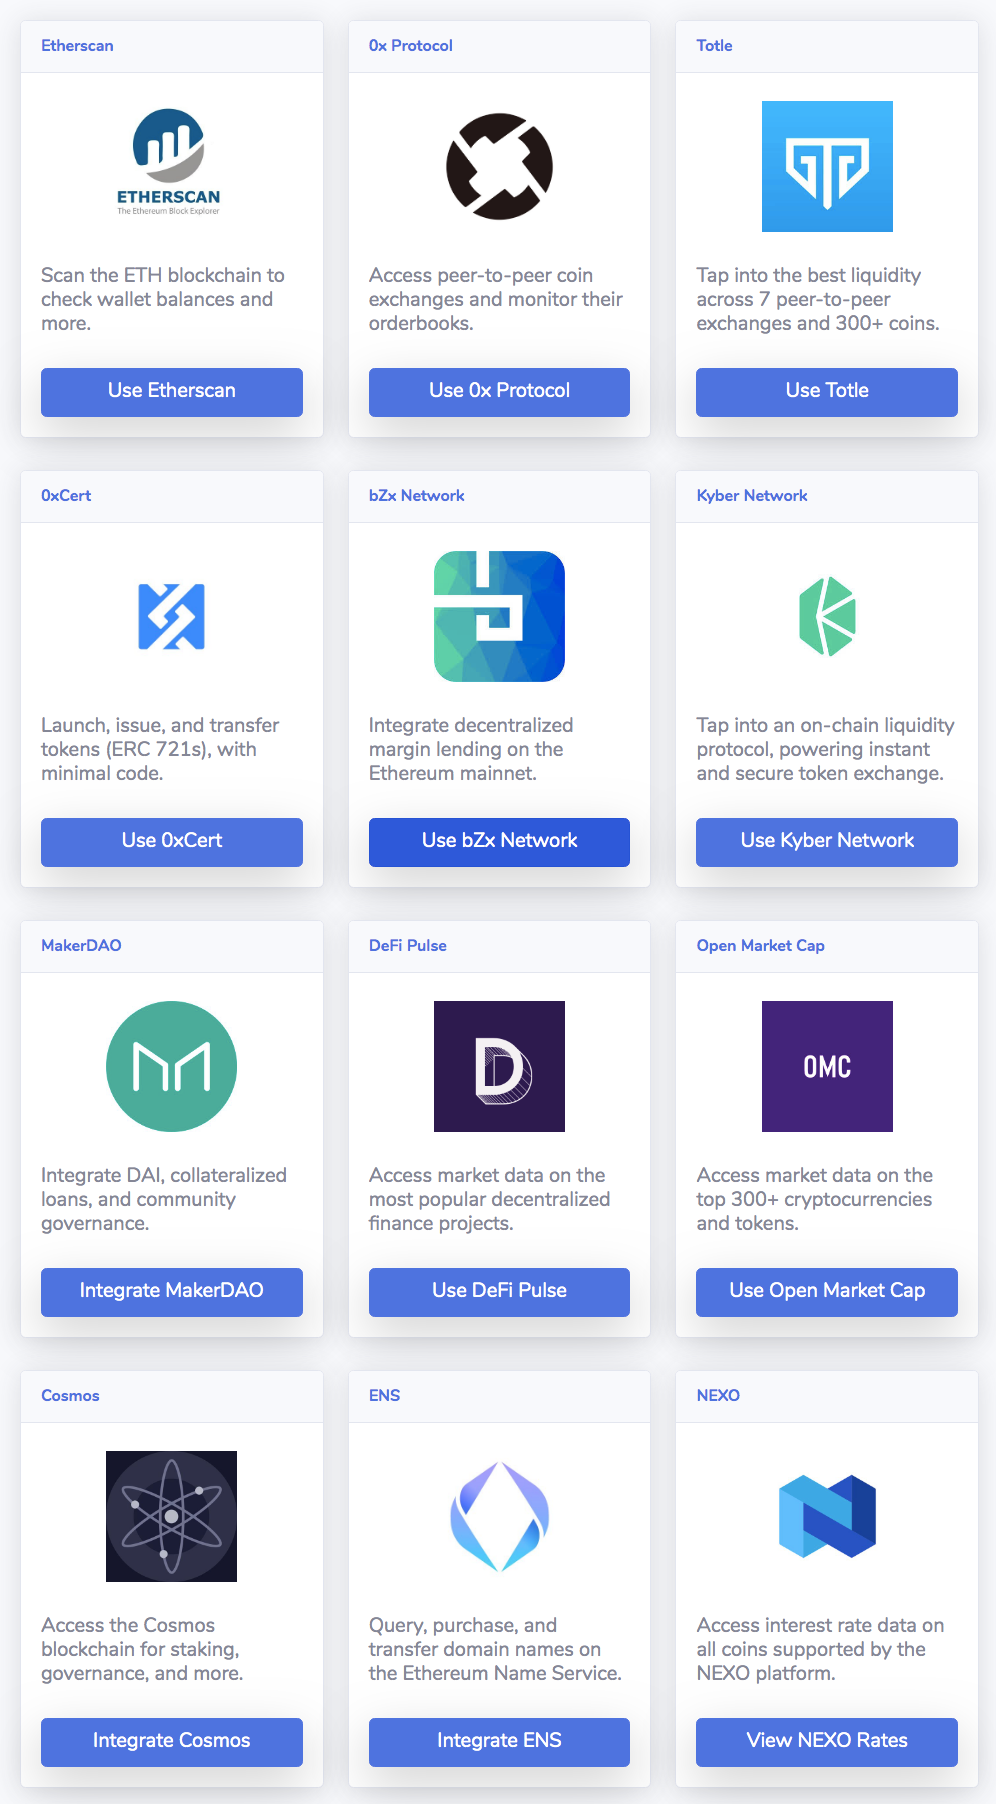 Etherscan
ETHERSCAN
The Ethereum Block Explorer
Scan the ETH blockchain to
check wallet balances and
more.
Use Etherscan
0x Protocol
Access peer-to-peer coin
exchanges and monitor their
orderbooks.
Use 0x Protocol
Totle
Tap into the best liquidity
across 7 peer-to-peer
exchanges and 300+ coins.
Use Totle
0xCert
Launch, issue, and transfer
tokens (ERC 721s), with
minimal code.
Use 0xCert
bZx Network
Integrate decentralized
margin lending on the
Ethereum mainnet.
Use bZx Network
Kyber Network
Tap into an on-chain liquidity
protocol, powering instant
and secure token exchange.
Use Kyber Network
MakerDAO
Integrate DAI, collateralized
loans, and community
governance.
Integrate MakerDAO
DeFi Pulse
D
Access market data on the
most popular decentralized
finance projects.
Use DeFi Pulse
Open Market Cap
OMC
Access market data on the
top 300+ cryptocurrencies
and tokens.
Use Open Market Cap
Cosmos
Access the Cosmos
blockchain for staking,
governance, and more.
Integrate Cosmos
ENS
Query, purchase, and
transfer domain names on
the Ethereum Name Service.
Integrate ENS
NEXO
Access interest rate data on
all coins supported by the
NEXO platform.
View NEXO Rates